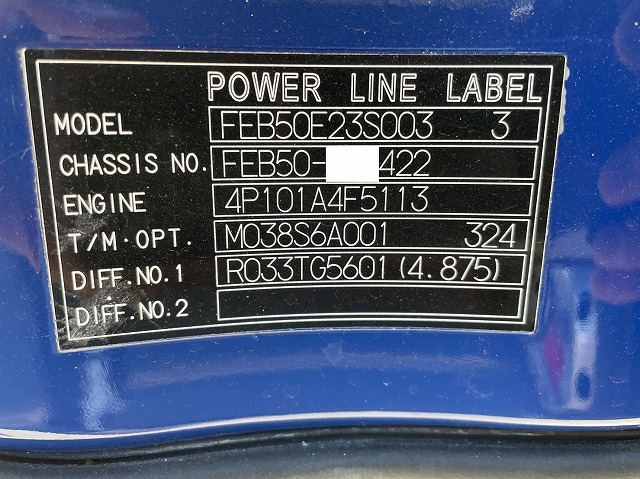 POWER LINE LABEL
MODEL FEB50E23S003 3
CHASSIS NO. FEB50- 422
ENGINE 4P101A4F5113
T/M·OPT. M038S6A001 324
DIFF.NO.1 R033TG5601 (4.875)
DIFF.NO.2